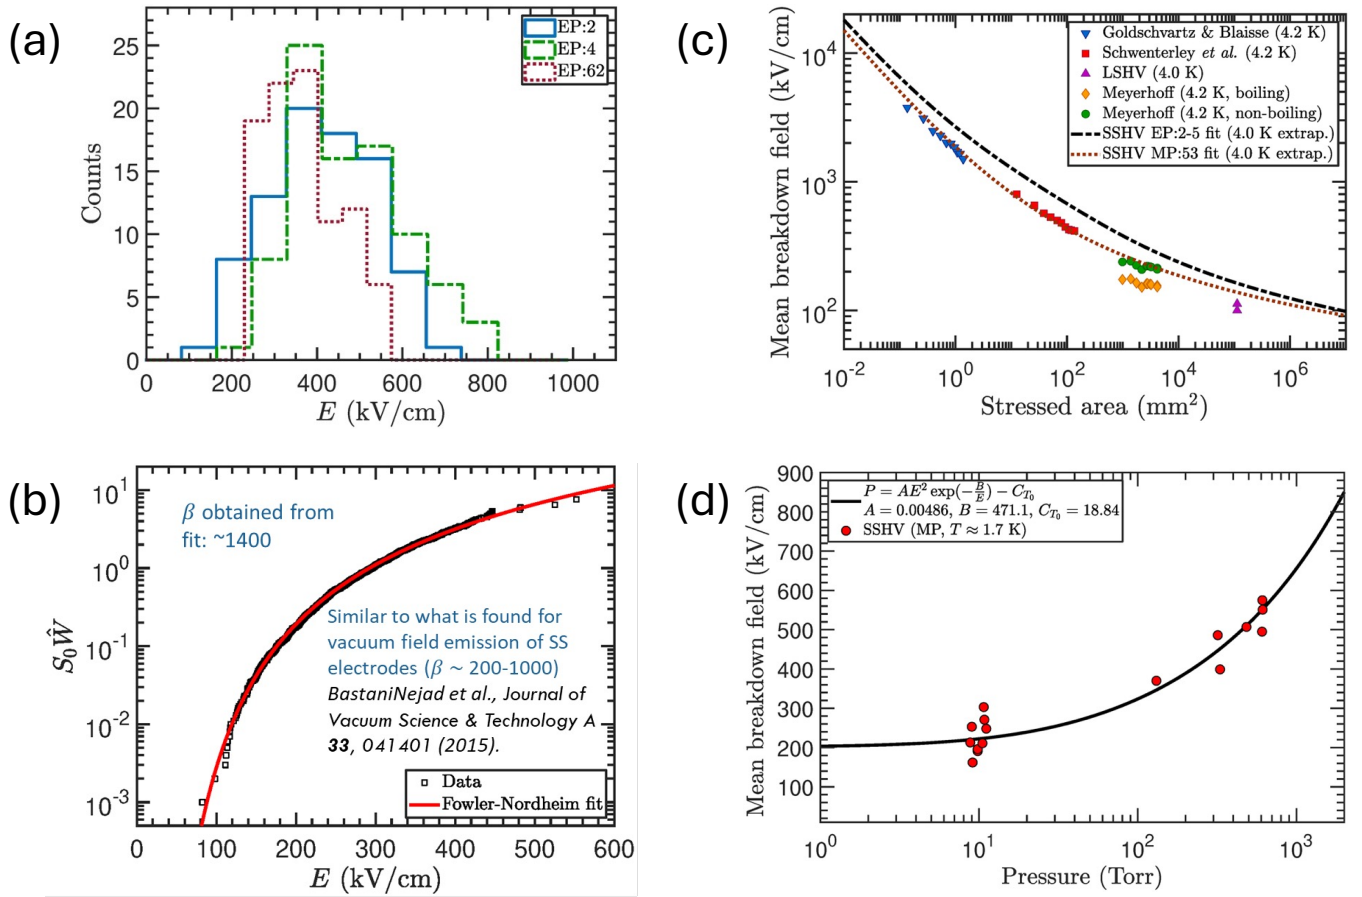 (a)
25
20
15
10
5
0
Counts
EP:2
EP:4
EP:62
0 200 400 600 800 1000
E (kV/cm)
(c)
Mean breakdown field (kV/cm)
10⁴
10³
10²
Goldschvartz & Blaisse (4.2 K)
Schwenterley et al. (4.2 K)
LSHV (4.0 K)
Meyerhoff (4.2 K, boiling)
Meyerhoff (4.2 K, non-boiling)
SSHV EP:2-5 fit (4.0 K extrap.)
SSHV MP:53 fit (4.0 K extrap.)
10⁻² 10⁰ 10² 10⁴ 10⁶
Stressed area (mm²)
(b)
10¹
10⁰
10⁻¹
10⁻²
10⁻³
S₀Ŵ
β obtained from
fit: ~1400
Similar to what is found for
vacuum field emission of SS
electrodes (β ~ 200-1000)
BastaniNejad et al., Journal of
Vacuum Science & Technology A
33, 041401 (2015).
Data
Fowler-Nordheim fit
0 100 200 300 400 500 600
E (kV/cm)
(d)
Mean breakdown field (kV/cm)
900
800
700
600
500
400
300
200
100
P = AE² exp(−B/E) − C_T₀
A = 0.00486, B = 471.1, C_T₀ = 18.84
SSHV (MP, T ≈ 1.7 K)
10⁰ 10¹ 10² 10³
Pressure (Torr)